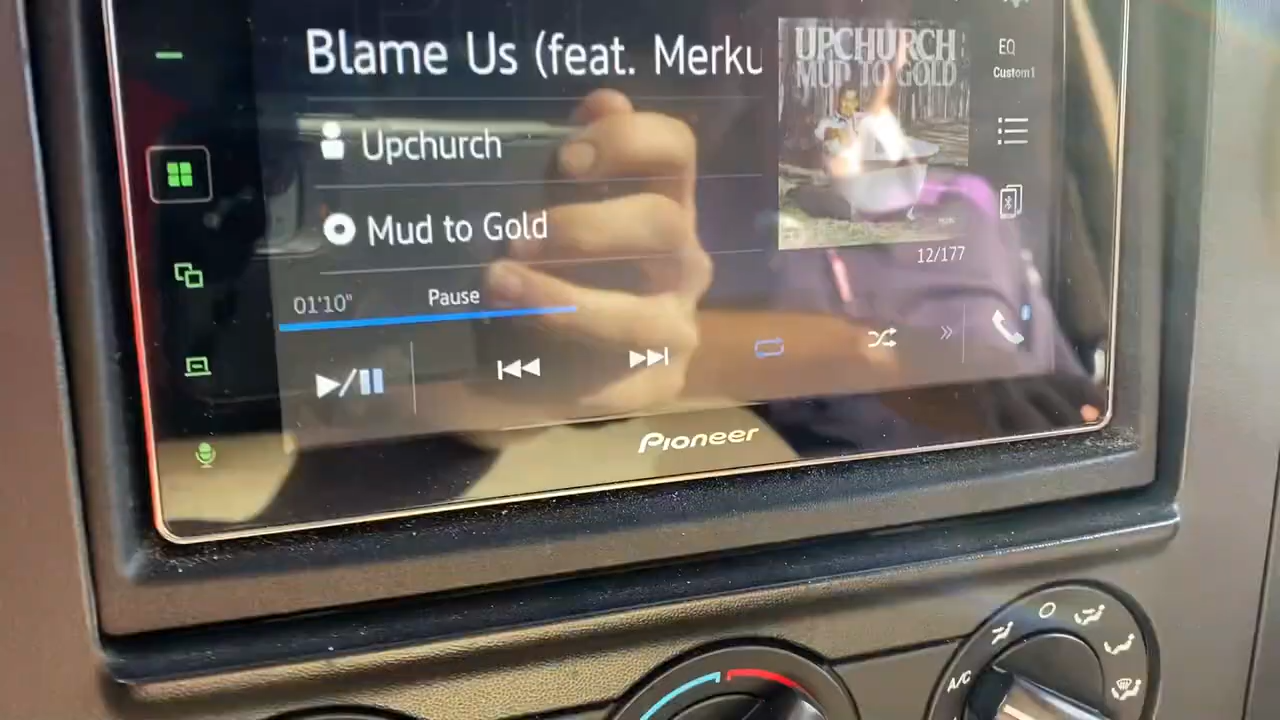 Blame Us (feat. Merku
UPCHURCH
MUD TO GOLD
EQ
Custom1
Upchurch
Mud to Gold
12/177
01'10"
Pause
Pioneer
A/C